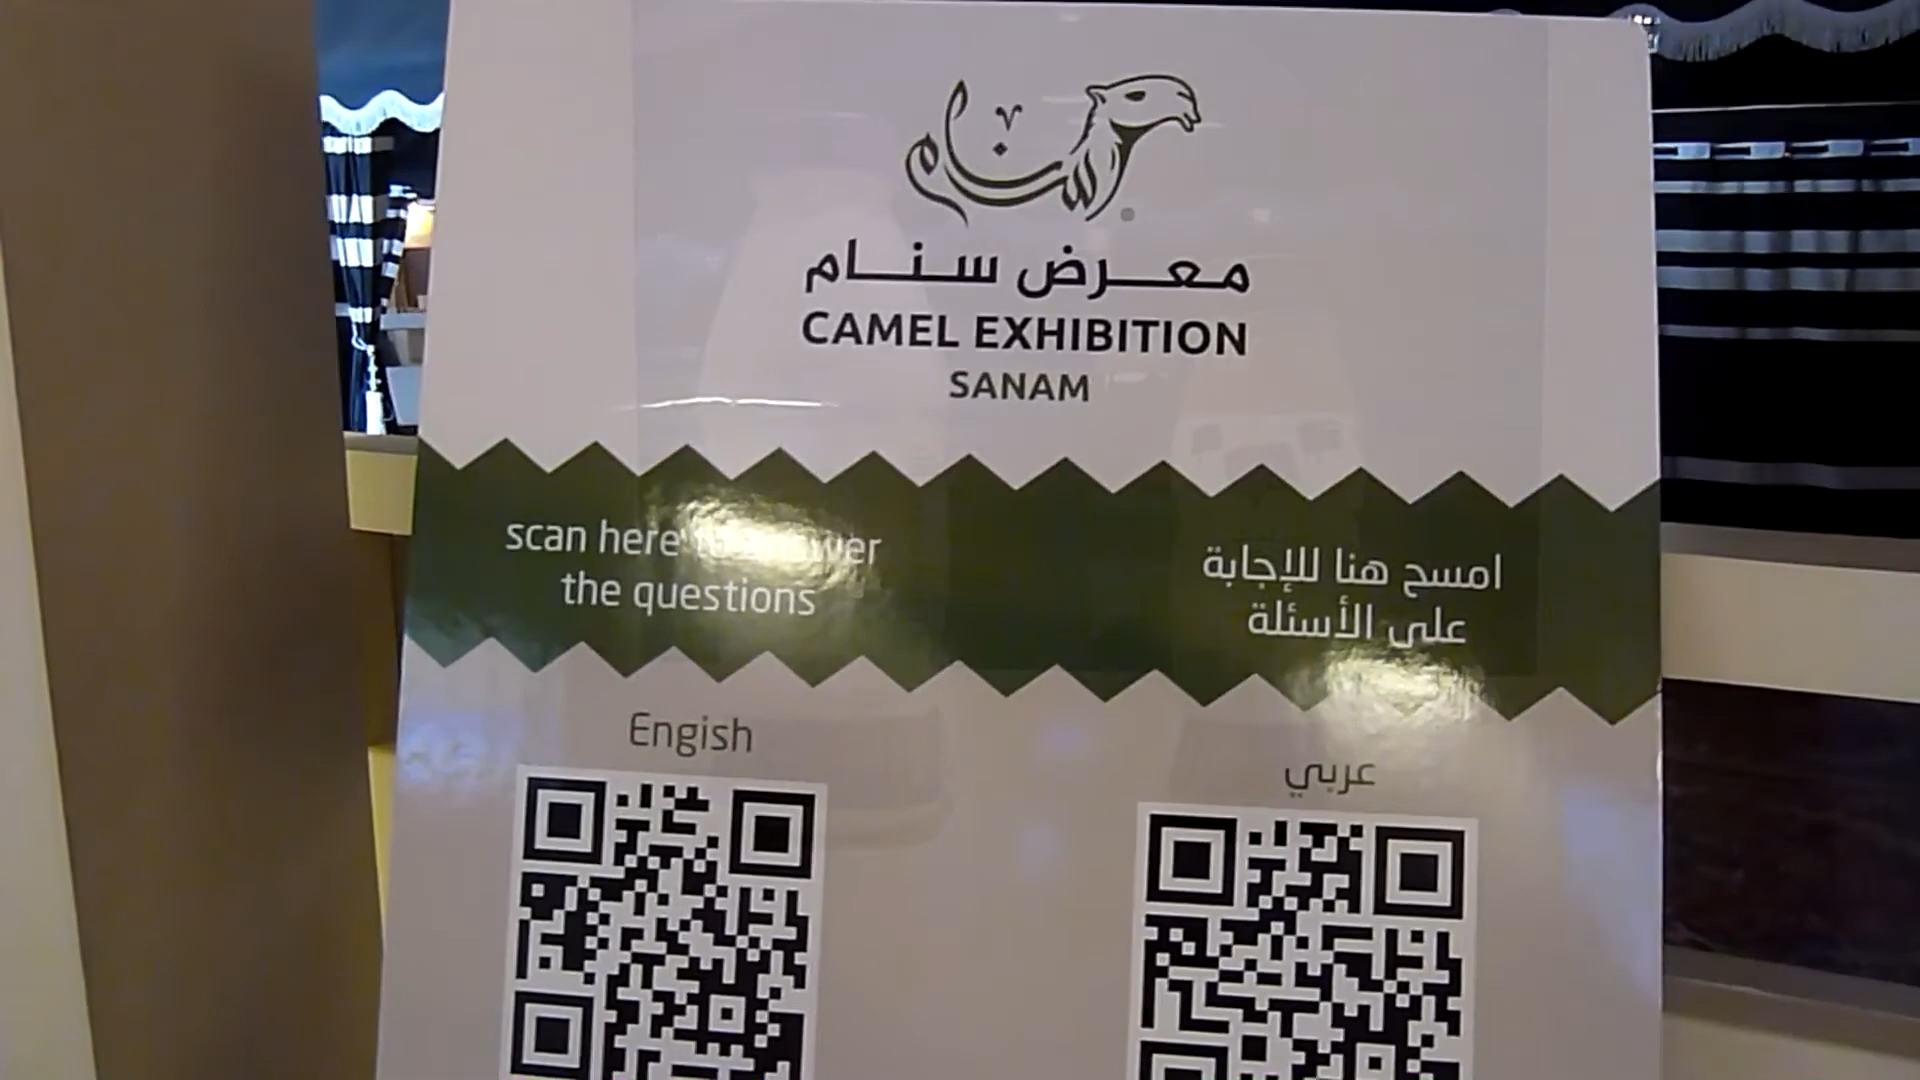 سنام
معرض سنام
CAMEL EXHIBITION
SANAM
scan here
the questions
امسح هنا للإجابة
على الأسئلة
Engish
عربي